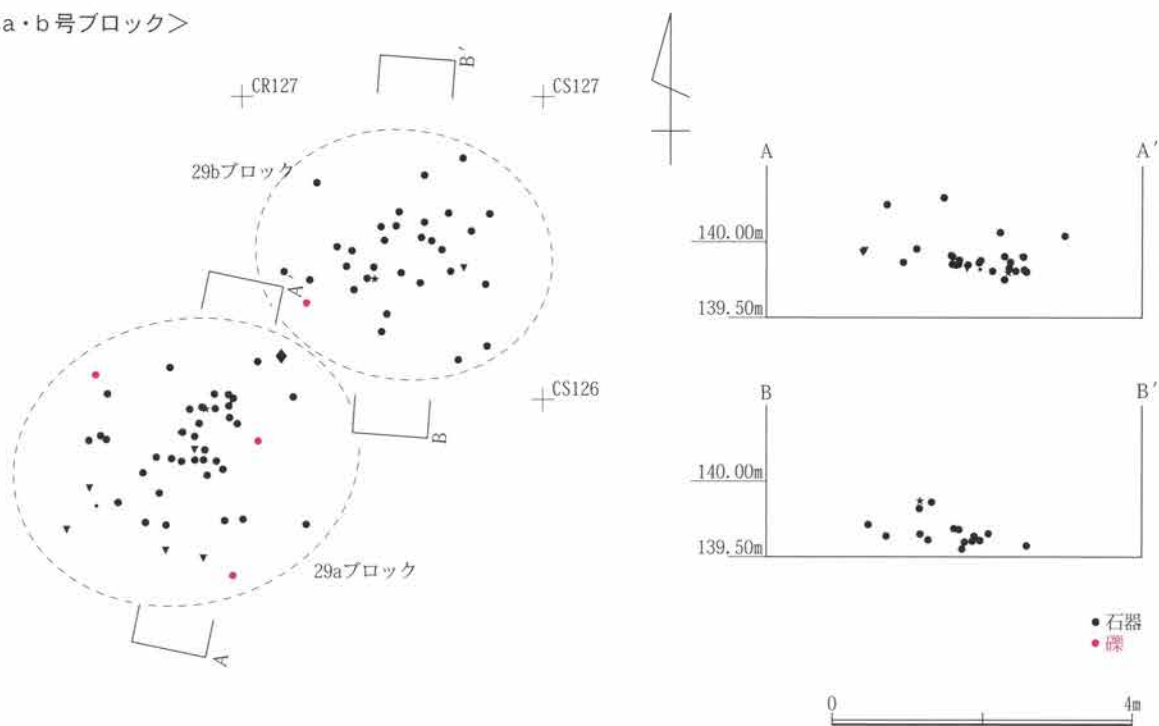 a・b号ブロック＞
CR127
CS127
B′
29bブロック
A′
CS126
B
29aブロック
A
A
A′
140.00m
139.50m
B
B′
140.00m
139.50m
石器
礫
0
4m